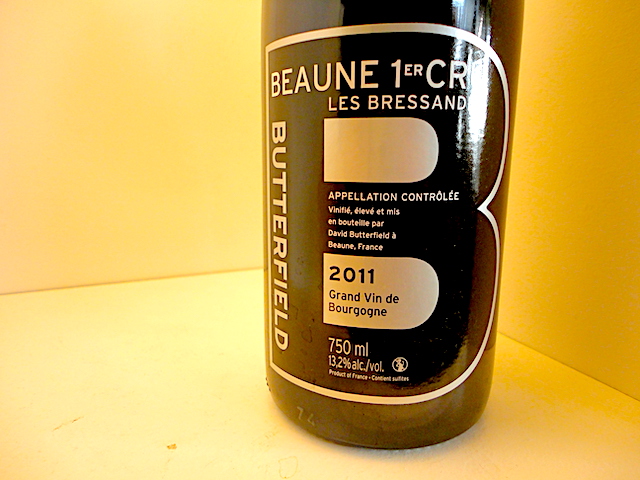 BEAUNE 1ER CR
LES BRESSAND
BUTTERFIELD
APPELLATION CONTRÔLÉE
Vinifié, élevé et mis
en bouteille par
David Butterfield à
Beaune, France
2011
Grand Vin de
Bourgogne
750 ml
13,2% alc./vol.
Product of France - Contient sulfites
74